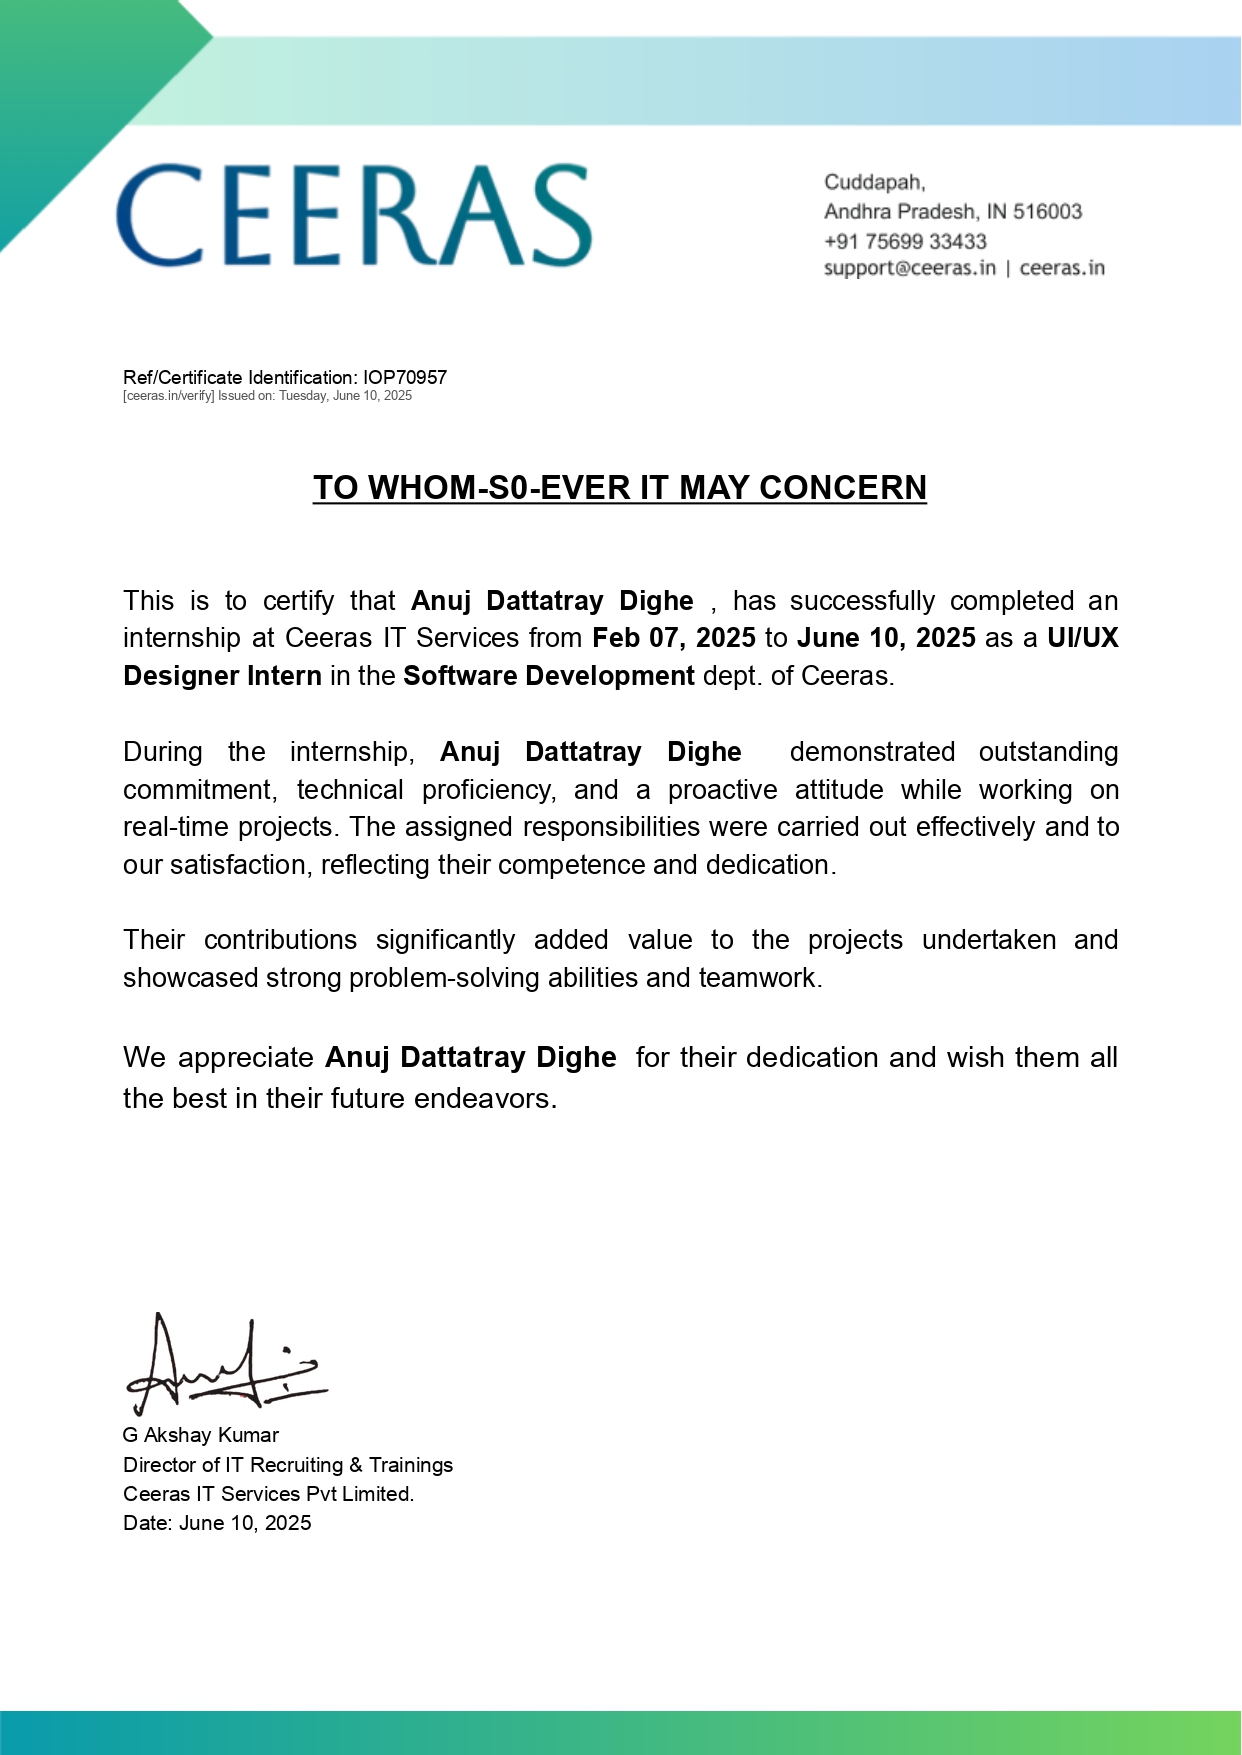 CEERAS
Cuddapah,
Andhra Pradesh, IN 516003
+91 75699 33433
support@ceeras.in | ceeras.in
Ref/Certificate Identification: IOP70957
[ceeras.in/verify] Issued on: Tuesday, June 10, 2025
TO WHOM-S0-EVER IT MAY CONCERN
This is to certify that Anuj Dattatray Dighe , has successfully completed an
internship at Ceeras IT Services from Feb 07, 2025 to June 10, 2025 as a UI/UX
Designer Intern in the Software Development dept. of Ceeras.
During the internship, Anuj Dattatray Dighe demonstrated outstanding
commitment, technical proficiency, and a proactive attitude while working on
real-time projects. The assigned responsibilities were carried out effectively and to
our satisfaction, reflecting their competence and dedication.
Their contributions significantly added value to the projects undertaken and
showcased strong problem-solving abilities and teamwork.
We appreciate Anuj Dattatray Dighe for their dedication and wish them all
the best in their future endeavors.
G Akshay Kumar
Director of IT Recruiting & Trainings
Ceeras IT Services Pvt Limited.
Date: June 10, 2025